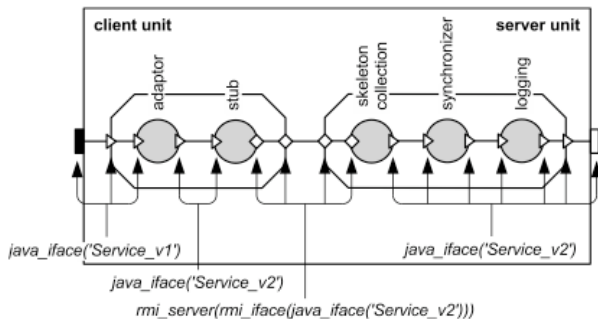 client unit
server unit
adaptor
stub
skeleton
collection
synchronizer
logging
java_iface('Service_v1')
java_iface('Service_v2')
java_iface('Service_v2')
rmi_server(rmi_iface(java_iface('Service_v2')))